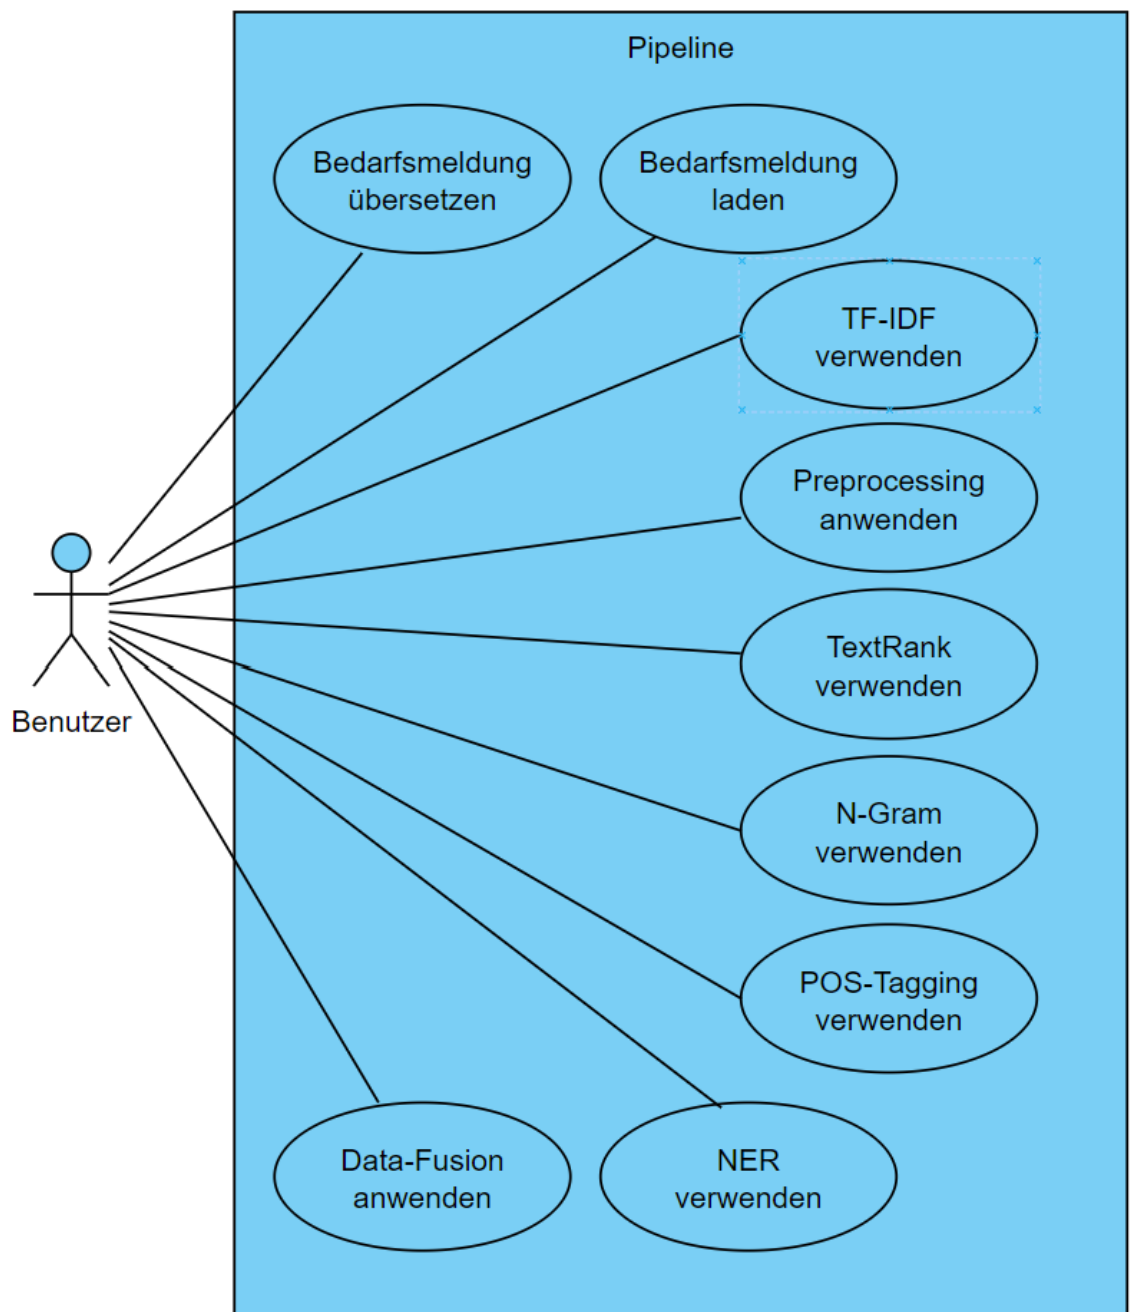 Pipeline
Bedarfsmeldung
übersetzen
Bedarfsmeldung
laden
TF-IDF
verwenden
Preprocessing
anwenden
TextRank
verwenden
Benutzer
N-Gram
verwenden
POS-Tagging
verwenden
Data-Fusion
anwenden
NER
verwenden